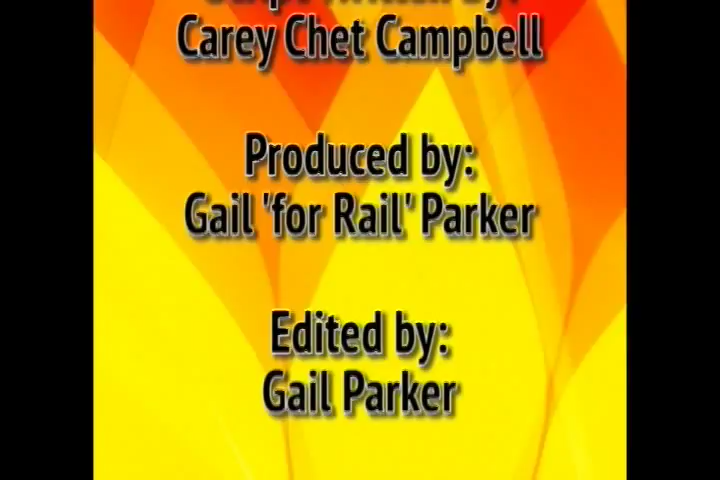 Carey Chet Campbell
Produced by:
Gail 'for Rail' Parker
Edited by:
Gail Parker